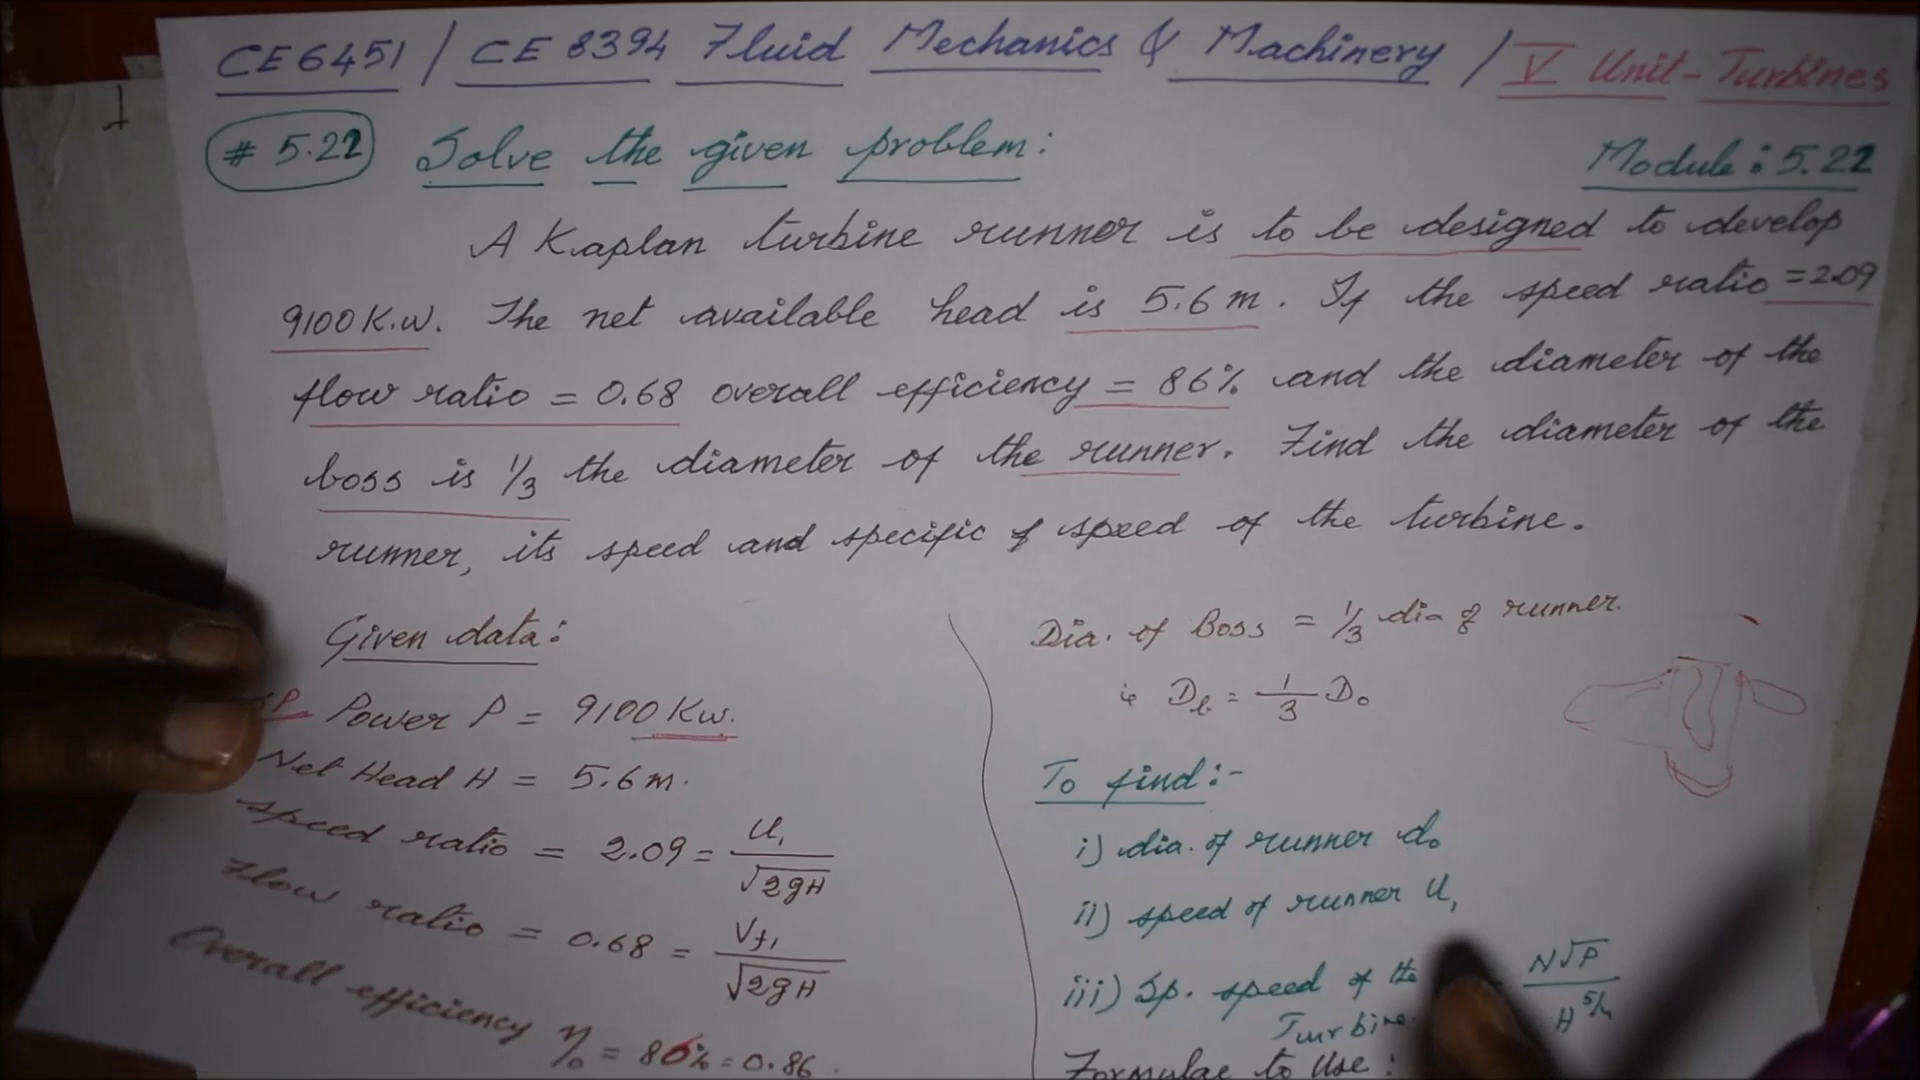 CE6451 / CE 8394 Fluid Mechanics & Machinery / V Unit - Turbines
1
# 5.22 Solve the given problem: Module: 5.22
A Kaplan turbine runner is to be designed to develop
9100 K.W. The net available head is 5.6 m. If the speed ratio = 2.09
flow ratio = 0.68 overall efficiency = 86% and the diameter of the
boss is 1/3 the diameter of the runner. Find the diameter of the
runner, its speed and specific speed of the turbine.
Given data:
Power P = 9100 Kw.
Net Head H = 5.6 m.
speed ratio = 2.09 = U₁ / √2gH
Flow ratio = 0.68 = Vf₁ / √2gH
Overall efficiency η₀ = 86% = 0.86.
Dia. of Boss = 1/3 dia of runner.
ie Db = 1/3 D₀
To find:-
i) dia. of runner d₀
ii) speed of runner U₁
iii) Sp. speed of the Turbine = N√P / H^5/4
Formulae to Use: